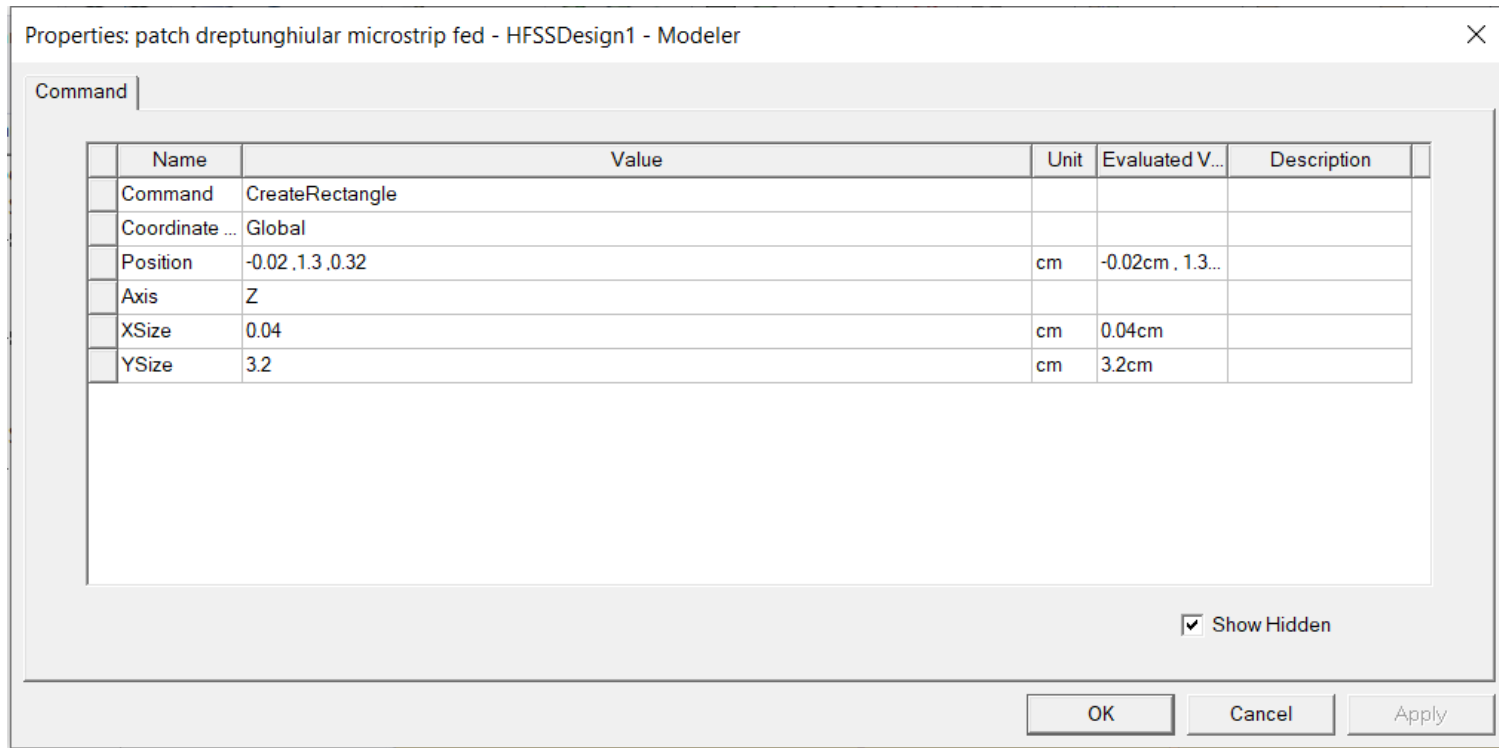 Properties: patch dreptunghiular microstrip fed - HFSSDesign1 - Modeler
Command
Name Value Unit Evaluated V... Description
Command CreateRectangle
Coordinate ... Global
Position -0.02 ,1.3 ,0.32 cm -0.02cm , 1.3...
Axis Z
XSize 0.04 cm 0.04cm
YSize 3.2 cm 3.2cm
Show Hidden
OK Cancel Apply